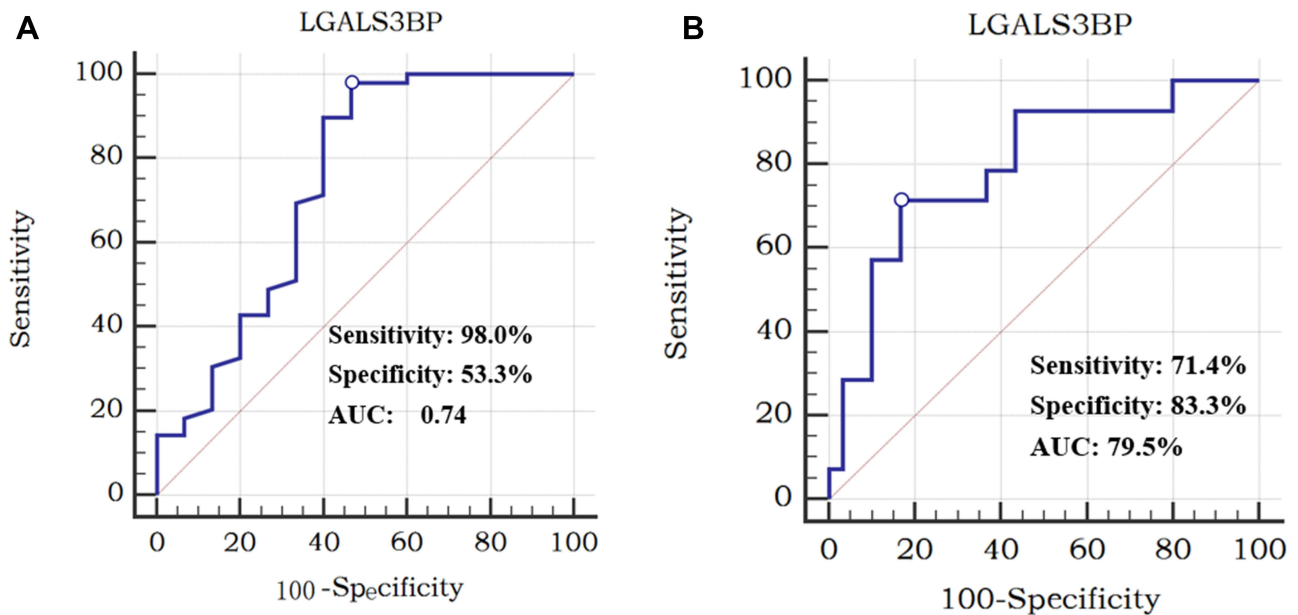 A
LGALS3BP
100
80
60
40
20
0
Sensitivity
Sensitivity: 98.0%
Specificity: 53.3%
AUC: 0.74
0 20 40 60 80 100
100 -Specificity
B
LGALS3BP
100
80
60
40
20
0
Sensitivity
Sensitivity: 71.4%
Specificity: 83.3%
AUC: 79.5%
0 20 40 60 80 100
100-Specificity